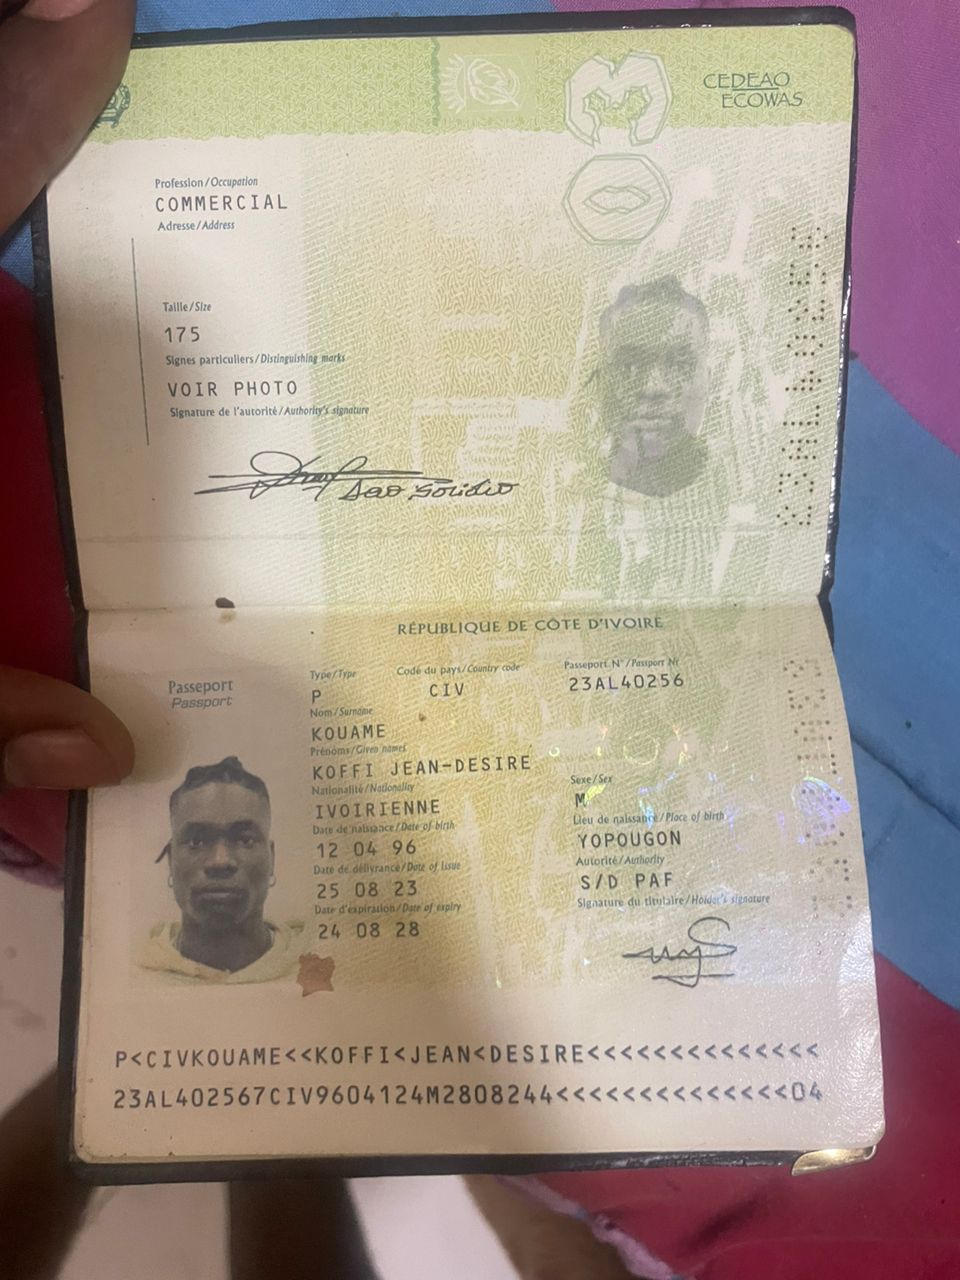 CEDEAO
ECOWAS
Profession/Occupation
COMMERCIAL
Adresse/Address
Taille/Size
175
Signes particuliers/Distinguishing marks
VOIR PHOTO
Signature de l'autorité/Authority's signature
RÉPUBLIQUE DE CÔTE D'IVOIRE
Passeport
Passport
Type/Type Code du pays/Country code Passeport N°/Passport Nr
P CIV 23AL40256
Nom/Surname
KOUAME
Prénoms/Given names
KOFFI JEAN-DESIRE
Nationalité/Nationality Sexe/Sex
IVOIRIENNE M
Date de naissance/Date of birth Lieu de naissance/Place of birth
12 04 96 YOPOUGON
Date de délivrance/Date of issue Autorité/Authority
25 08 23 S/D PAF
Date d'expiration/Date of expiry Signature du titulaire/Holder's signature
24 08 28
P<CIVKOUAME<<KOFFI<JEAN<DESIRE<<<<<<<<<<<<<<
23AL402567CIV9604124M2808244<<<<<<<<<<<<<<04